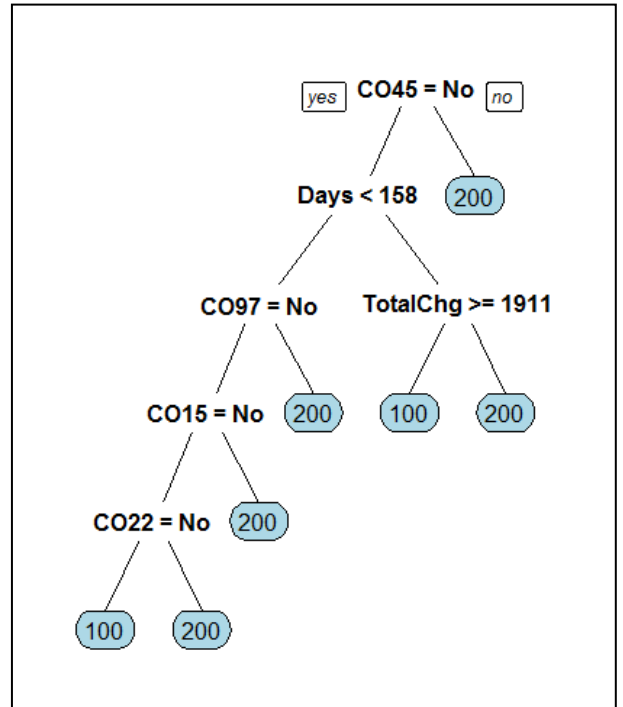 yes CO45 = No no
Days < 158 200
CO97 = No TotalChg >= 1911
CO15 = No 200 100 200
CO22 = No 200
100 200